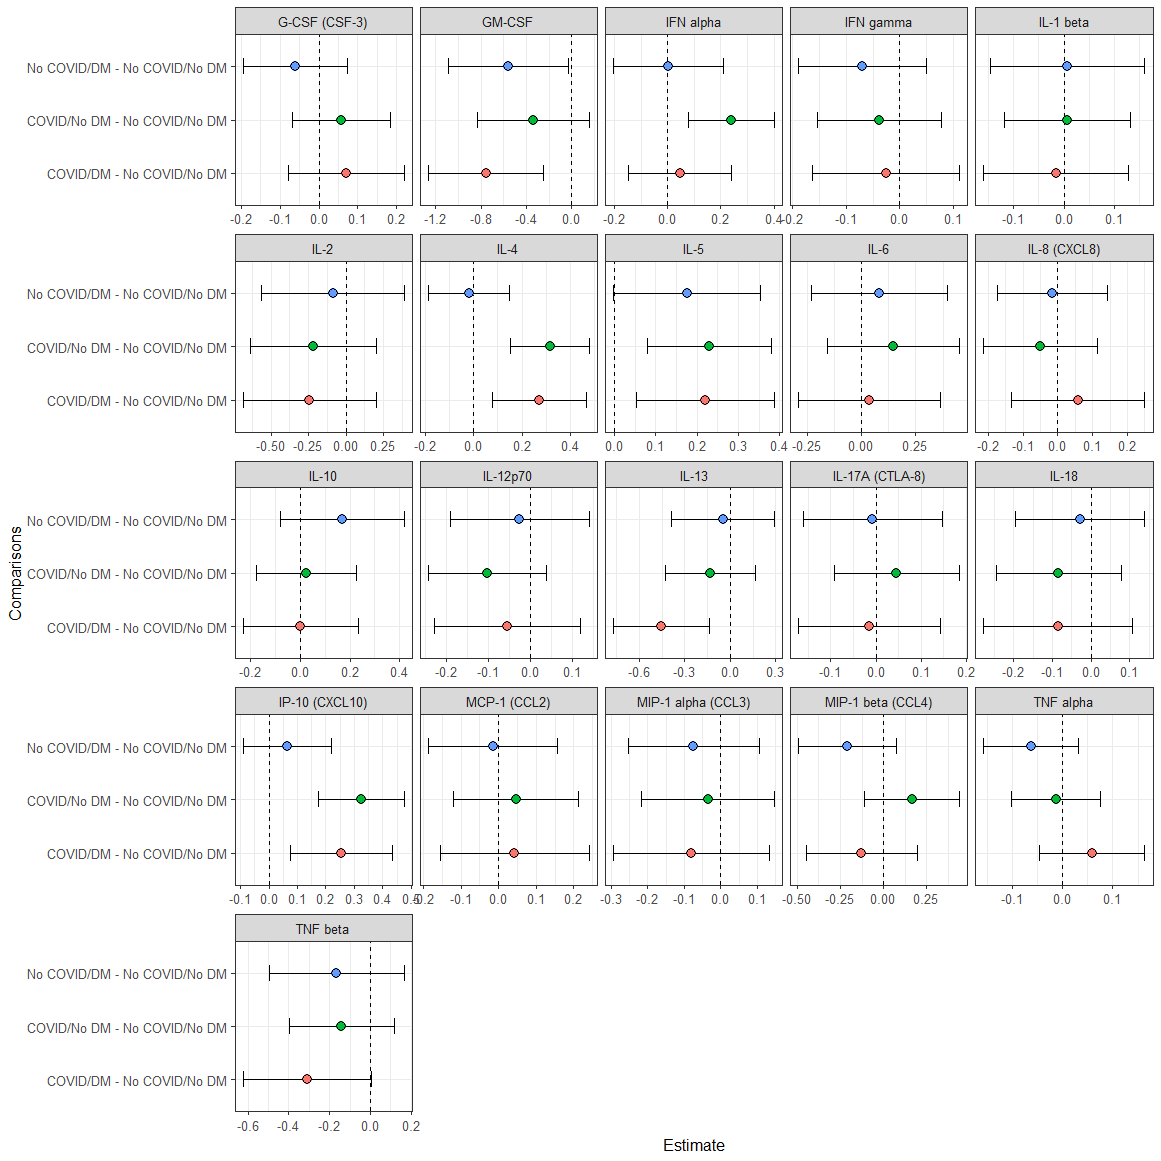 G-CSF (CSF-3) GM-CSF IFN alpha IFN gamma IL-1 beta
No COVID/DM - No COVID/No DM
COVID/No DM - No COVID/No DM
COVID/DM - No COVID/No DM
-0.2 -0.1 0.0 0.1 0.2 -1.2 -0.8 -0.4 0.0 -0.2 0.0 0.2 0.4 -0.2 -0.1 0.0 0.1 -0.1 0.0 0.1
IL-2 IL-4 IL-5 IL-6 IL-8 (CXCL8)
No COVID/DM - No COVID/No DM
COVID/No DM - No COVID/No DM
COVID/DM - No COVID/No DM
-0.50 -0.25 0.00 0.25 -0.2 0.0 0.2 0.4 0.0 0.1 0.2 0.3 0.4 -0.25 0.00 0.25 -0.2 -0.1 0.0 0.1 0.2
IL-10 IL-12p70 IL-13 IL-17A (CTLA-8) IL-18
No COVID/DM - No COVID/No DM
COVID/No DM - No COVID/No DM
COVID/DM - No COVID/No DM
-0.2 0.0 0.2 0.4 -0.2 -0.1 0.0 0.1 -0.6 -0.3 0.0 0.3 -0.1 0.0 0.1 0.2 -0.2 -0.1 0.0 0.1
IP-10 (CXCL10) MCP-1 (CCL2) MIP-1 alpha (CCL3) MIP-1 beta (CCL4) TNF alpha
No COVID/DM - No COVID/No DM
COVID/No DM - No COVID/No DM
COVID/DM - No COVID/No DM
-0.1 0.0 0.1 0.2 0.3 0.4 0.5 -0.2 -0.1 0.0 0.1 0.2 -0.3 -0.2 -0.1 0.0 0.1 -0.50 -0.25 0.00 0.25 -0.1 0.0 0.1
TNF beta
No COVID/DM - No COVID/No DM
COVID/No DM - No COVID/No DM
COVID/DM - No COVID/No DM
-0.6 -0.4 -0.2 0.0 0.2
Comparisons
Estimate